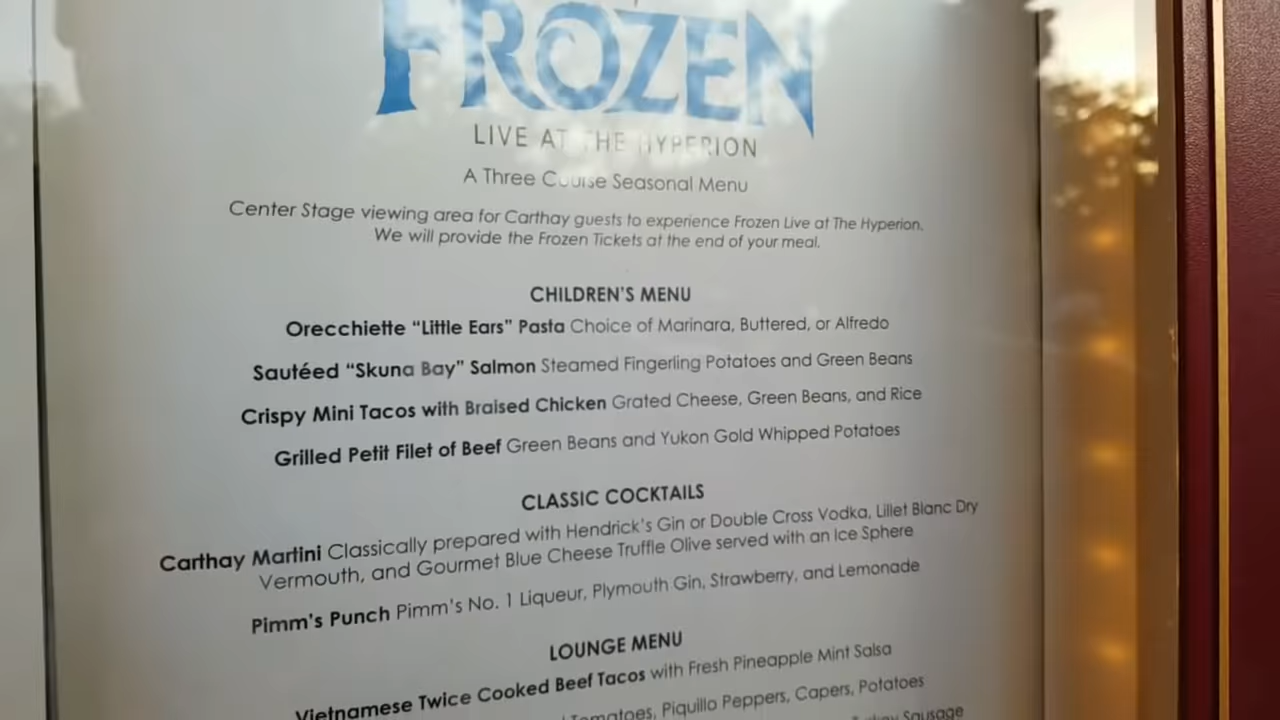 FROZEN
LIVE AT THE HYPERION
A Three Course Seasonal Menu
Center Stage viewing area for Carthay guests to experience Frozen Live at The Hyperion.
We will provide the Frozen Tickets at the end of your meal.
CHILDREN'S MENU
Orecchiette “Little Ears” Pasta Choice of Marinara, Buttered, or Alfredo
Sautéed “Skuna Bay” Salmon Steamed Fingerling Potatoes and Green Beans
Crispy Mini Tacos with Braised Chicken Grated Cheese, Green Beans, and Rice
Grilled Petit Filet of Beef Green Beans and Yukon Gold Whipped Potatoes
CLASSIC COCKTAILS
Carthay Martini Classically prepared with Hendrick's Gin or Double Cross Vodka, Lillet Blanc Dry
Vermouth, and Gourmet Blue Cheese Truffle Olive served with an Ice Sphere
Pimm's Punch Pimm's No. 1 Liqueur, Plymouth Gin, Strawberry, and Lemonade
LOUNGE MENU
Vietnamese Twice Cooked Beef Tacos with Fresh Pineapple Mint Salsa
Tomatoes, Piquillo Peppers, Capers, Potatoes
Sausage